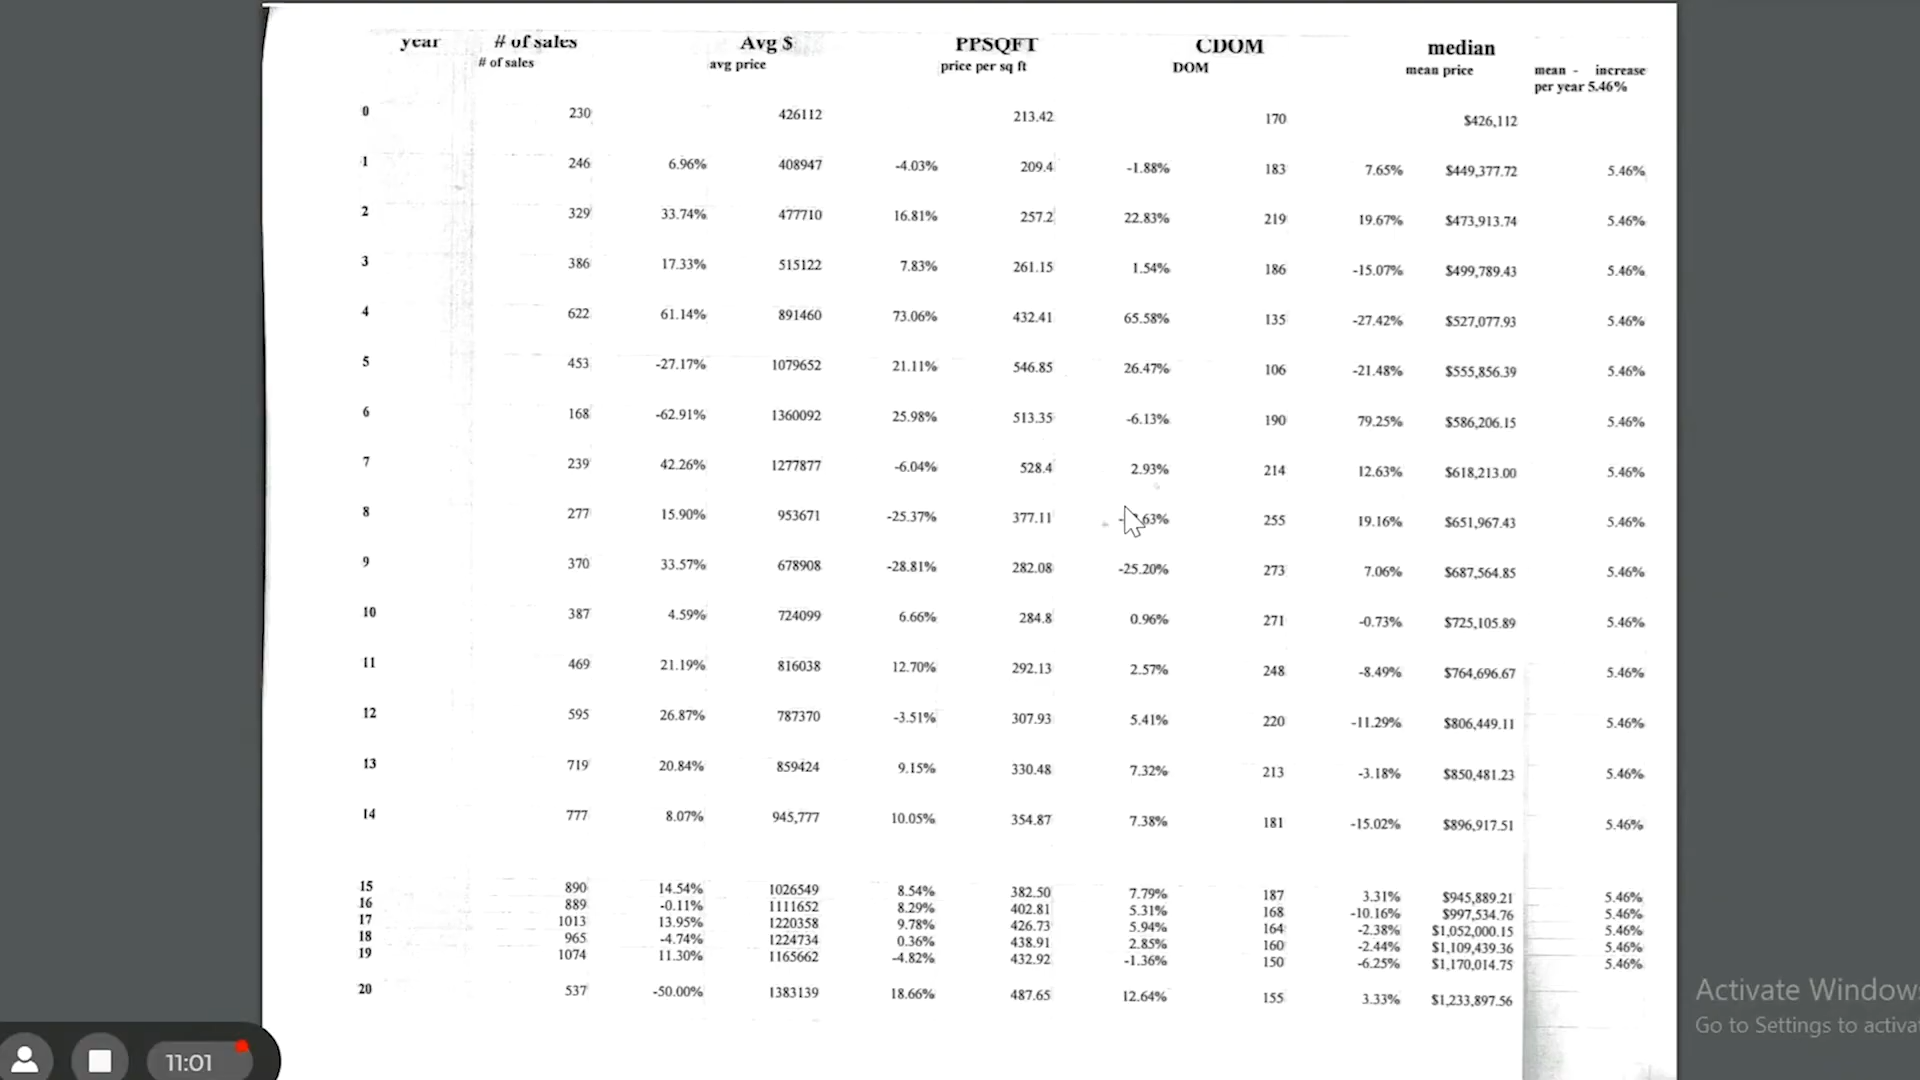 year # of sales Avg $ PPSQFT CDOM median
# of sales avg price price per sq ft DOM mean price mean - increase
per year 5.46%
0 230 426112 213.42 170 $426,112
1 246 6.96% 408947 -4.03% 209.4 -1.88% 183 7.65% $449,377.72 5.46%
2 329 33.74% 477710 16.81% 257.2 22.83% 219 19.67% $473,913.74 5.46%
3 386 17.33% 515122 7.83% 261.15 1.54% 186 -15.07% $499,789.43 5.46%
4 622 61.14% 891460 73.06% 432.41 65.58% 135 -27.42% $527,077.93 5.46%
5 453 -27.17% 1079652 21.11% 546.85 26.47% 106 -21.48% $555,856.39 5.46%
6 168 -62.91% 1360092 25.98% 513.35 -6.13% 190 79.25% $586,206.15 5.46%
7 239 42.26% 1277877 -6.04% 528.4 2.93% 214 12.63% $618,213.00 5.46%
8 277 15.90% 953671 -25.37% 377.11 255 19.16% $651,967.43 5.46%
9 370 33.57% 678908 -28.81% 282.08 -25.20% 273 7.06% $687,564.85 5.46%
10 387 4.59% 724099 6.66% 284.8 0.96% 271 -0.73% $725,105.89 5.46%
11 469 21.19% 816038 12.70% 292.13 2.57% 248 -8.49% $764,696.67 5.46%
12 595 26.87% 787370 -3.51% 307.93 5.41% 220 -11.29% $806,449.11 5.46%
13 719 20.84% 859424 9.15% 330.48 7.32% 213 -3.18% $850,481.23 5.46%
14 777 8.07% 945,777 10.05% 354.87 7.38% 181 -15.02% $896,917.51 5.46%
15 890 14.54% 1026549 8.54% 382.50 7.79% 187 3.31% $945,889.21 5.46%
16 889 -0.11% 1111652 8.29% 402.81 5.31% 168 -10.16% $997,534.76 5.46%
17 1013 13.95% 1220358 9.78% 426.73 5.94% 164 -2.38% $1,052,000.15 5.46%
18 965 -4.74% 1224734 0.36% 438.91 2.85% 160 -2.44% $1,109,439.36 5.46%
19 1074 11.30% 1165662 -4.82% 432.92 -1.36% 150 -6.25% $1,170,014.75 5.46%
20 537 -50.00% 1383139 18.66% 487.65 12.64% 155 3.33% $1,233,897.56
Activate Window
Go to Settings to activa
11:01